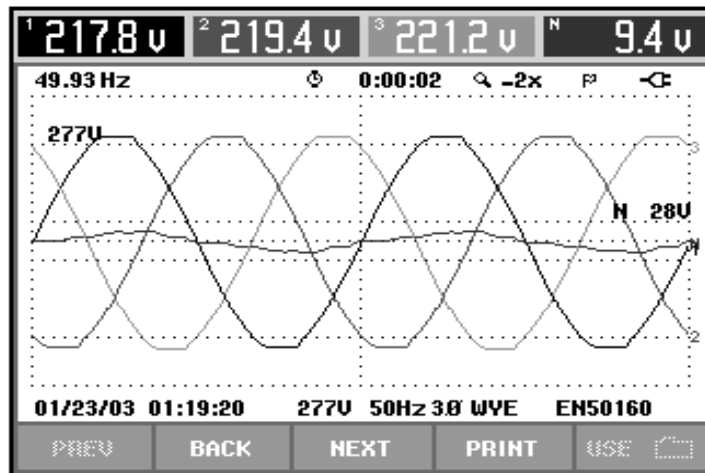 1 217.8 V 2 219.4 V 3 221.2 V N 9.4 V
49.93 Hz 0:00:02 -2x P
277V
3
N 28V
N
1
2
01/23/03 01:19:20 277V 50Hz 3Ø WYE EN50160
PREV BACK NEXT PRINT USE